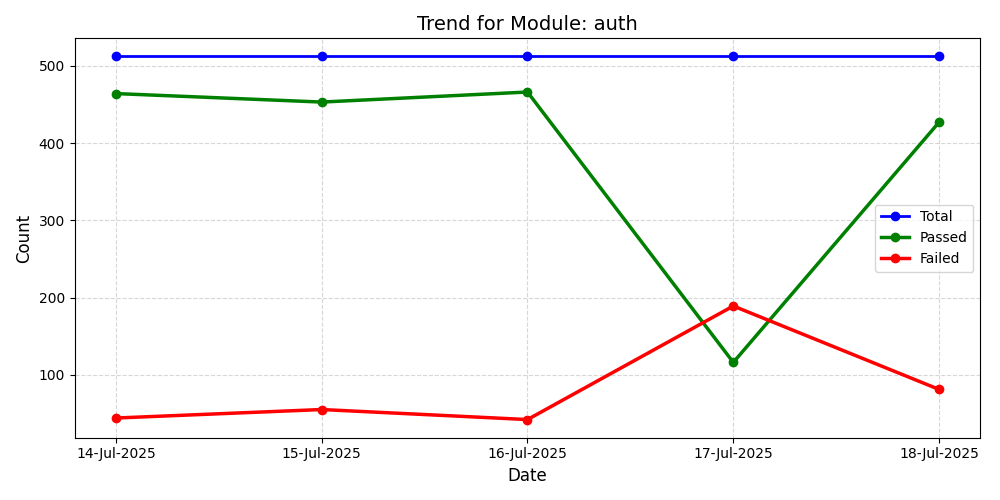 Trend for Module: auth
500
400
300
200
100
Count
Total
Passed
Failed
14-Jul-2025
15-Jul-2025
16-Jul-2025
17-Jul-2025
18-Jul-2025
Date